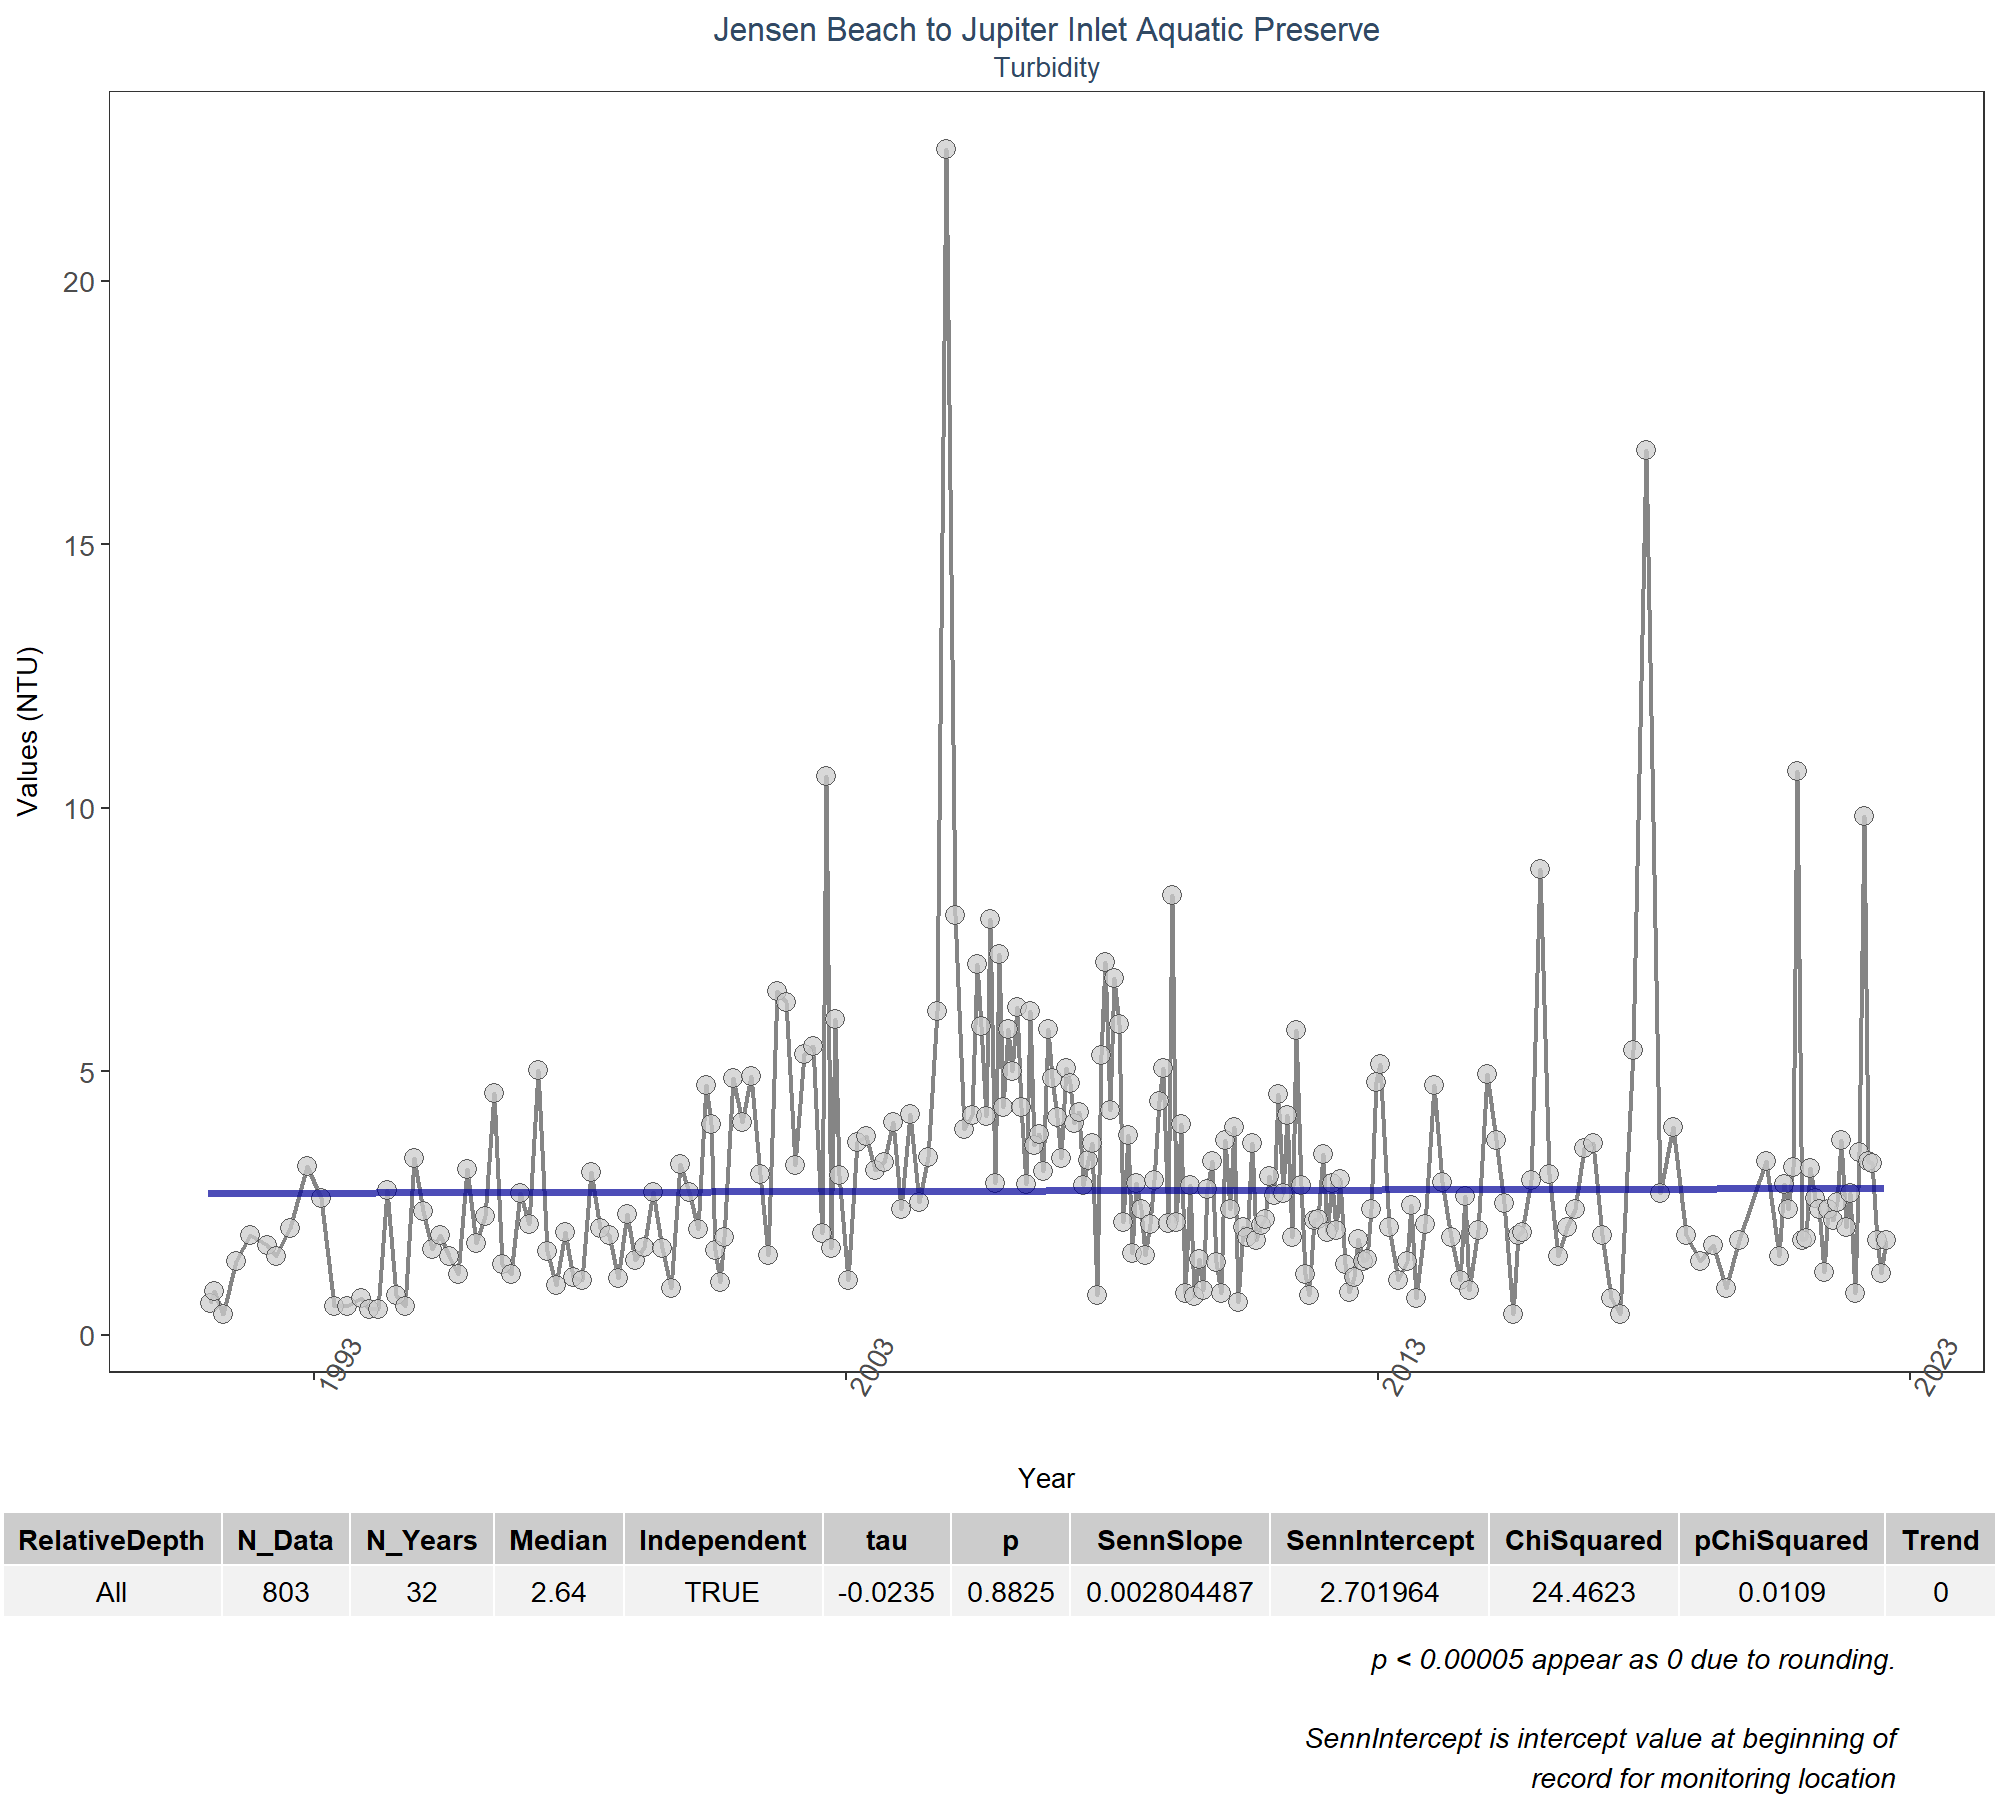 Jensen Beach to Jupiter Inlet Aquatic Preserve
Turbidity
Values (NTU)
20
15
10
5
0
1993
2003
2013
2023
Year
RelativeDepth N_Data N_Years Median Independent tau p SennSlope SennIntercept ChiSquared pChiSquared Trend
All 803 32 2.64 TRUE -0.0235 0.8825 0.002804487 2.701964 24.4623 0.0109 0
p < 0.00005 appear as 0 due to rounding.
SennIntercept is intercept value at beginning of
record for monitoring location